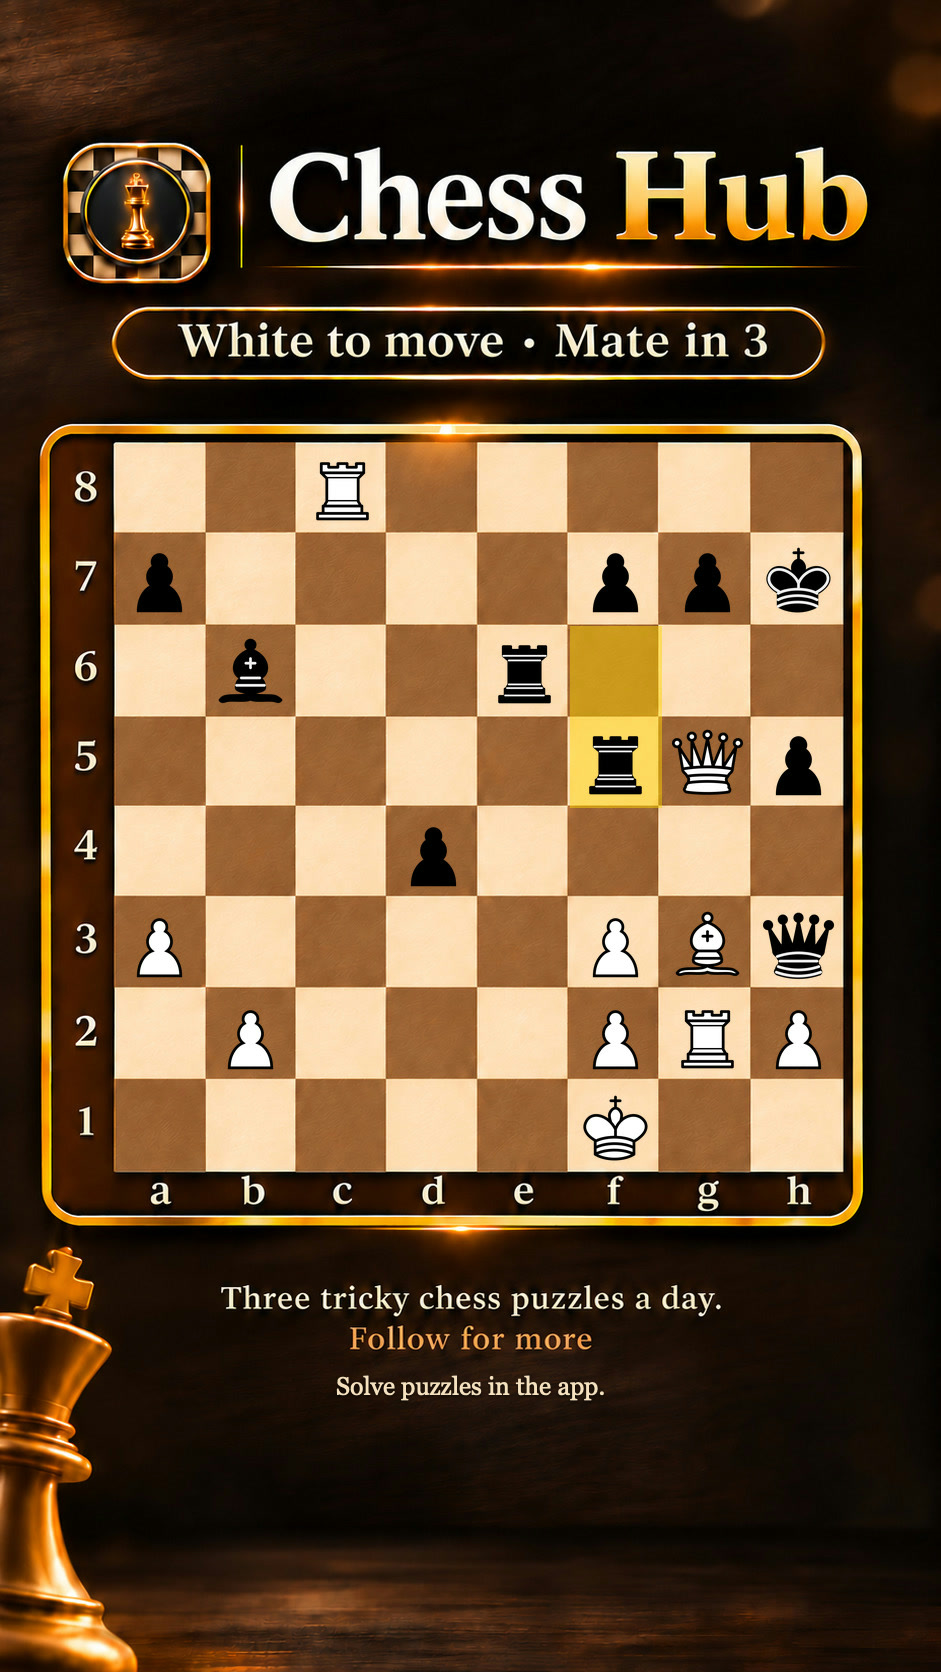 Chess Hub
White to move • Mate in 3
8
7
6
5
4
3
2
1
a b c d e f g h
Three tricky chess puzzles a day.
Follow for more
Solve puzzles in the app.